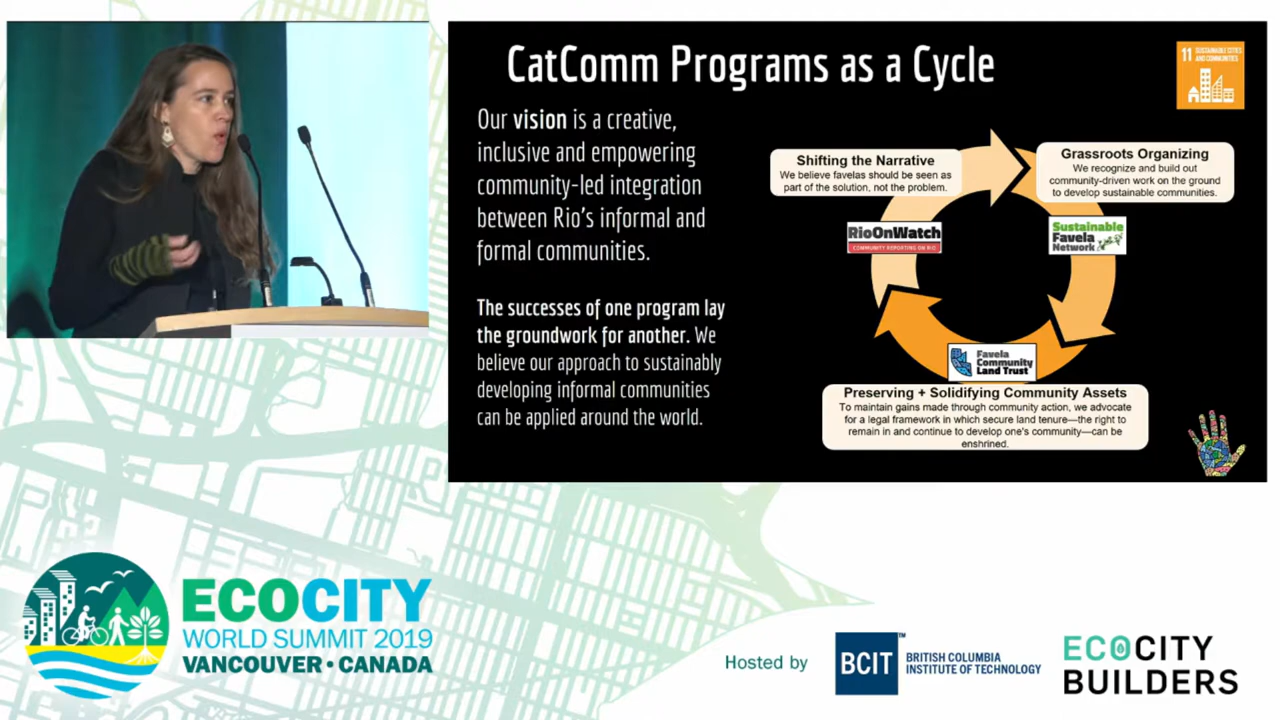 CatComm Programs as a Cycle
11 SUSTAINABLE CITIES
AND COMMUNITIES
Our vision is a creative,
inclusive and empowering
community-led integration
between Rio's informal and
formal communities.
The successes of one program lay
the groundwork for another. We
believe our approach to sustainably
developing informal communities
can be applied around the world.
Shifting the Narrative
We believe favelas should be seen as
part of the solution, not the problem.
RioOnWatch
COMMUNITY REPORTING ON RIO
Grassroots Organizing
We recognize and build out
community-driven work on the ground
to develop sustainable communities.
Sustainable
Favela
Network
Favela
Community
Land Trust
Preserving + Solidifying Community Assets
To maintain gains made through community action, we advocate
for a legal framework in which secure land tenure—the right to
remain in and continue to develop one's community—can be
enshrined.
ECOCITY
WORLD SUMMIT 2019
VANCOUVER • CANADA
Hosted by
BCIT
TM
BRITISH COLUMBIA
INSTITUTE OF TECHNOLOGY
ECOCITY
BUILDERS